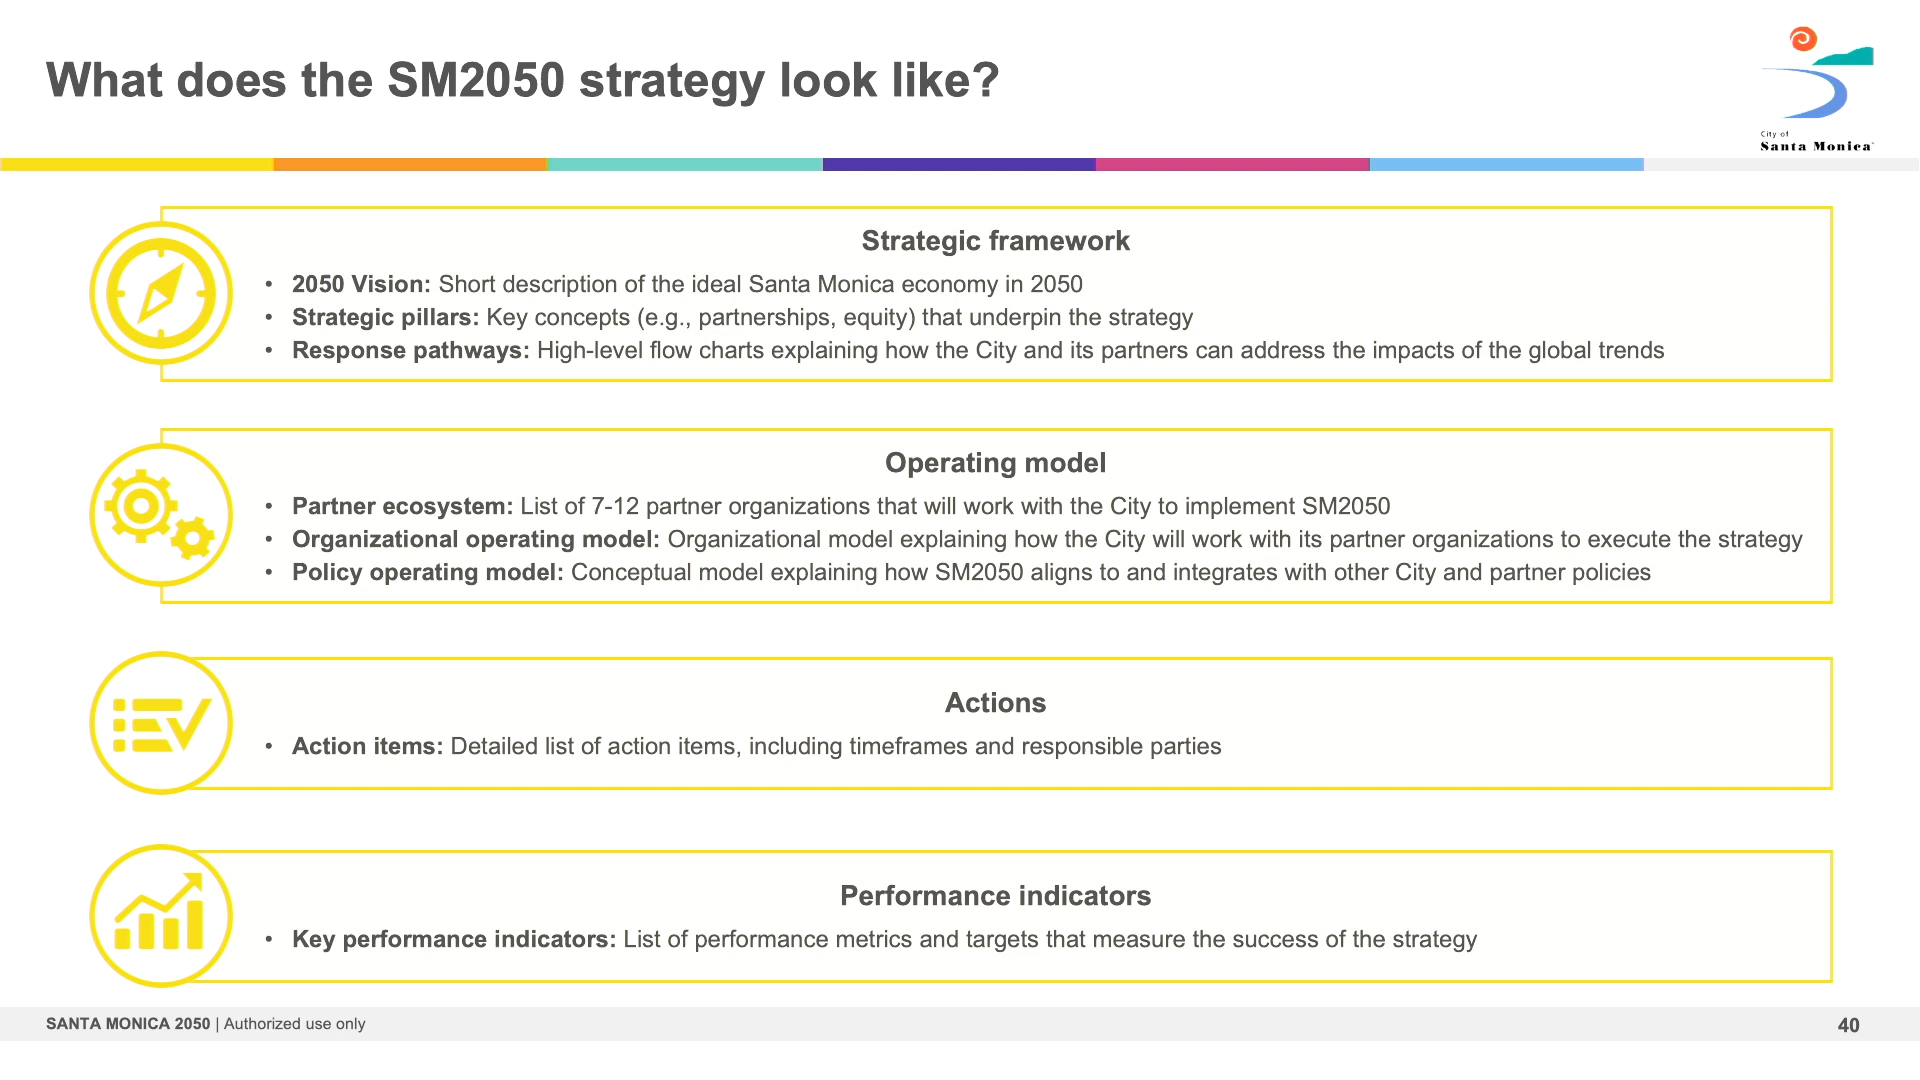 What does the SM2050 strategy look like?
City of
Santa Monica
Strategic framework
• 2050 Vision: Short description of the ideal Santa Monica economy in 2050
• Strategic pillars: Key concepts (e.g., partnerships, equity) that underpin the strategy
• Response pathways: High-level flow charts explaining how the City and its partners can address the impacts of the global trends
Operating model
• Partner ecosystem: List of 7-12 partner organizations that will work with the City to implement SM2050
• Organizational operating model: Organizational model explaining how the City will work with its partner organizations to execute the strategy
• Policy operating model: Conceptual model explaining how SM2050 aligns to and integrates with other City and partner policies
Actions
• Action items: Detailed list of action items, including timeframes and responsible parties
Performance indicators
• Key performance indicators: List of performance metrics and targets that measure the success of the strategy
SANTA MONICA 2050 | Authorized use only
40